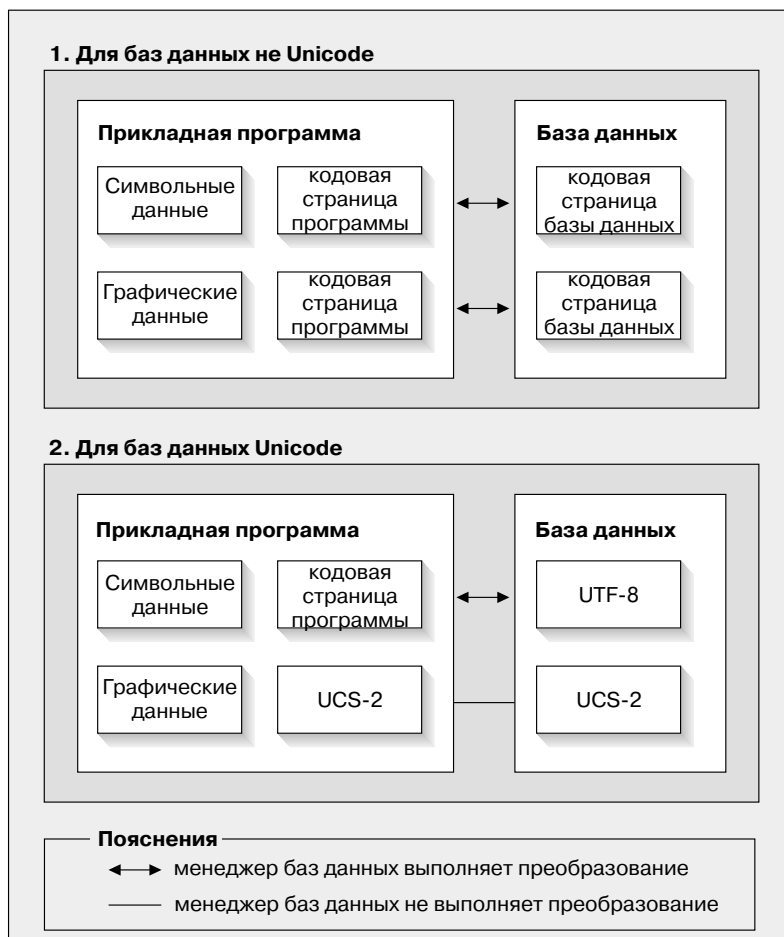 1. Для баз данных не Unicode
Прикладная программа
База данных
Символьные
данные
кодовая
страница
программы
кодовая
страница
базы данных
Графические
данные
кодовая
страница
программы
кодовая
страница
базы данных
2. Для баз данных Unicode
Прикладная программа
База данных
Символьные
данные
кодовая
страница
программы
UTF-8
Графические
данные
UCS-2
UCS-2
Пояснения
менеджер баз данных выполняет преобразование
менеджер баз данных не выполняет преобразование